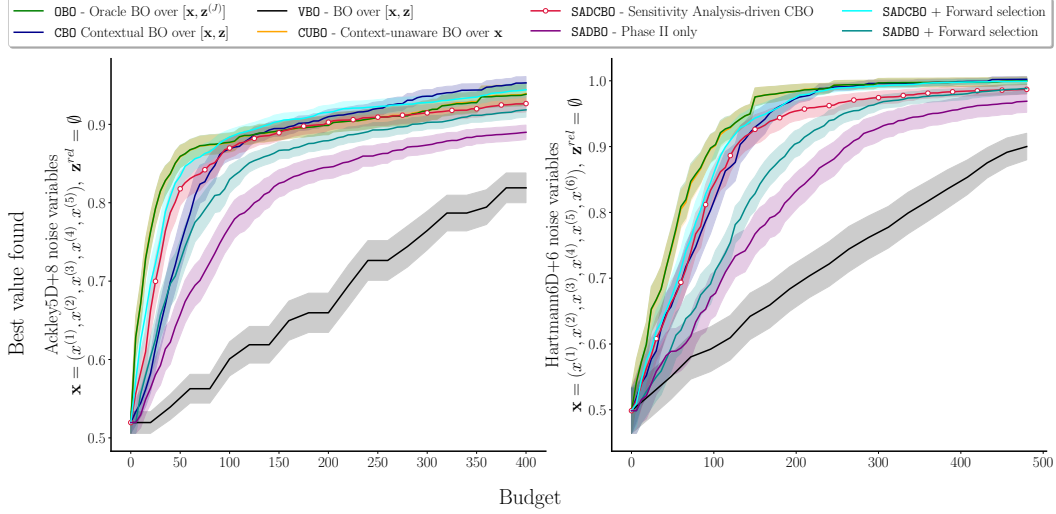 OBO - Oracle BO over [x, z^(J)]
VBO - BO over [x, z]
SADCBO - Sensitivity Analysis-driven CBO
SADCBO + Forward selection
CBO Contextual BO over [x, z]
CUBO - Context-unaware BO over x
SADBO - Phase II only
SADBO + Forward selection
Best value found
Ackley5D+8 noise variables
x = (x^(1), x^(2), x^(3), x^(4), x^(5)), z^rel = ∅
0.9
0.8
0.7
0.6
0.5
0 50 100 150 200 250 300 350 400
Hartmann6D+6 noise variables
x = (x^(1), x^(2), x^(3), x^(4), x^(5), x^(6)), z^rel = ∅
1.0
0.9
0.8
0.7
0.6
0.5
0 100 200 300 400 500
Budget